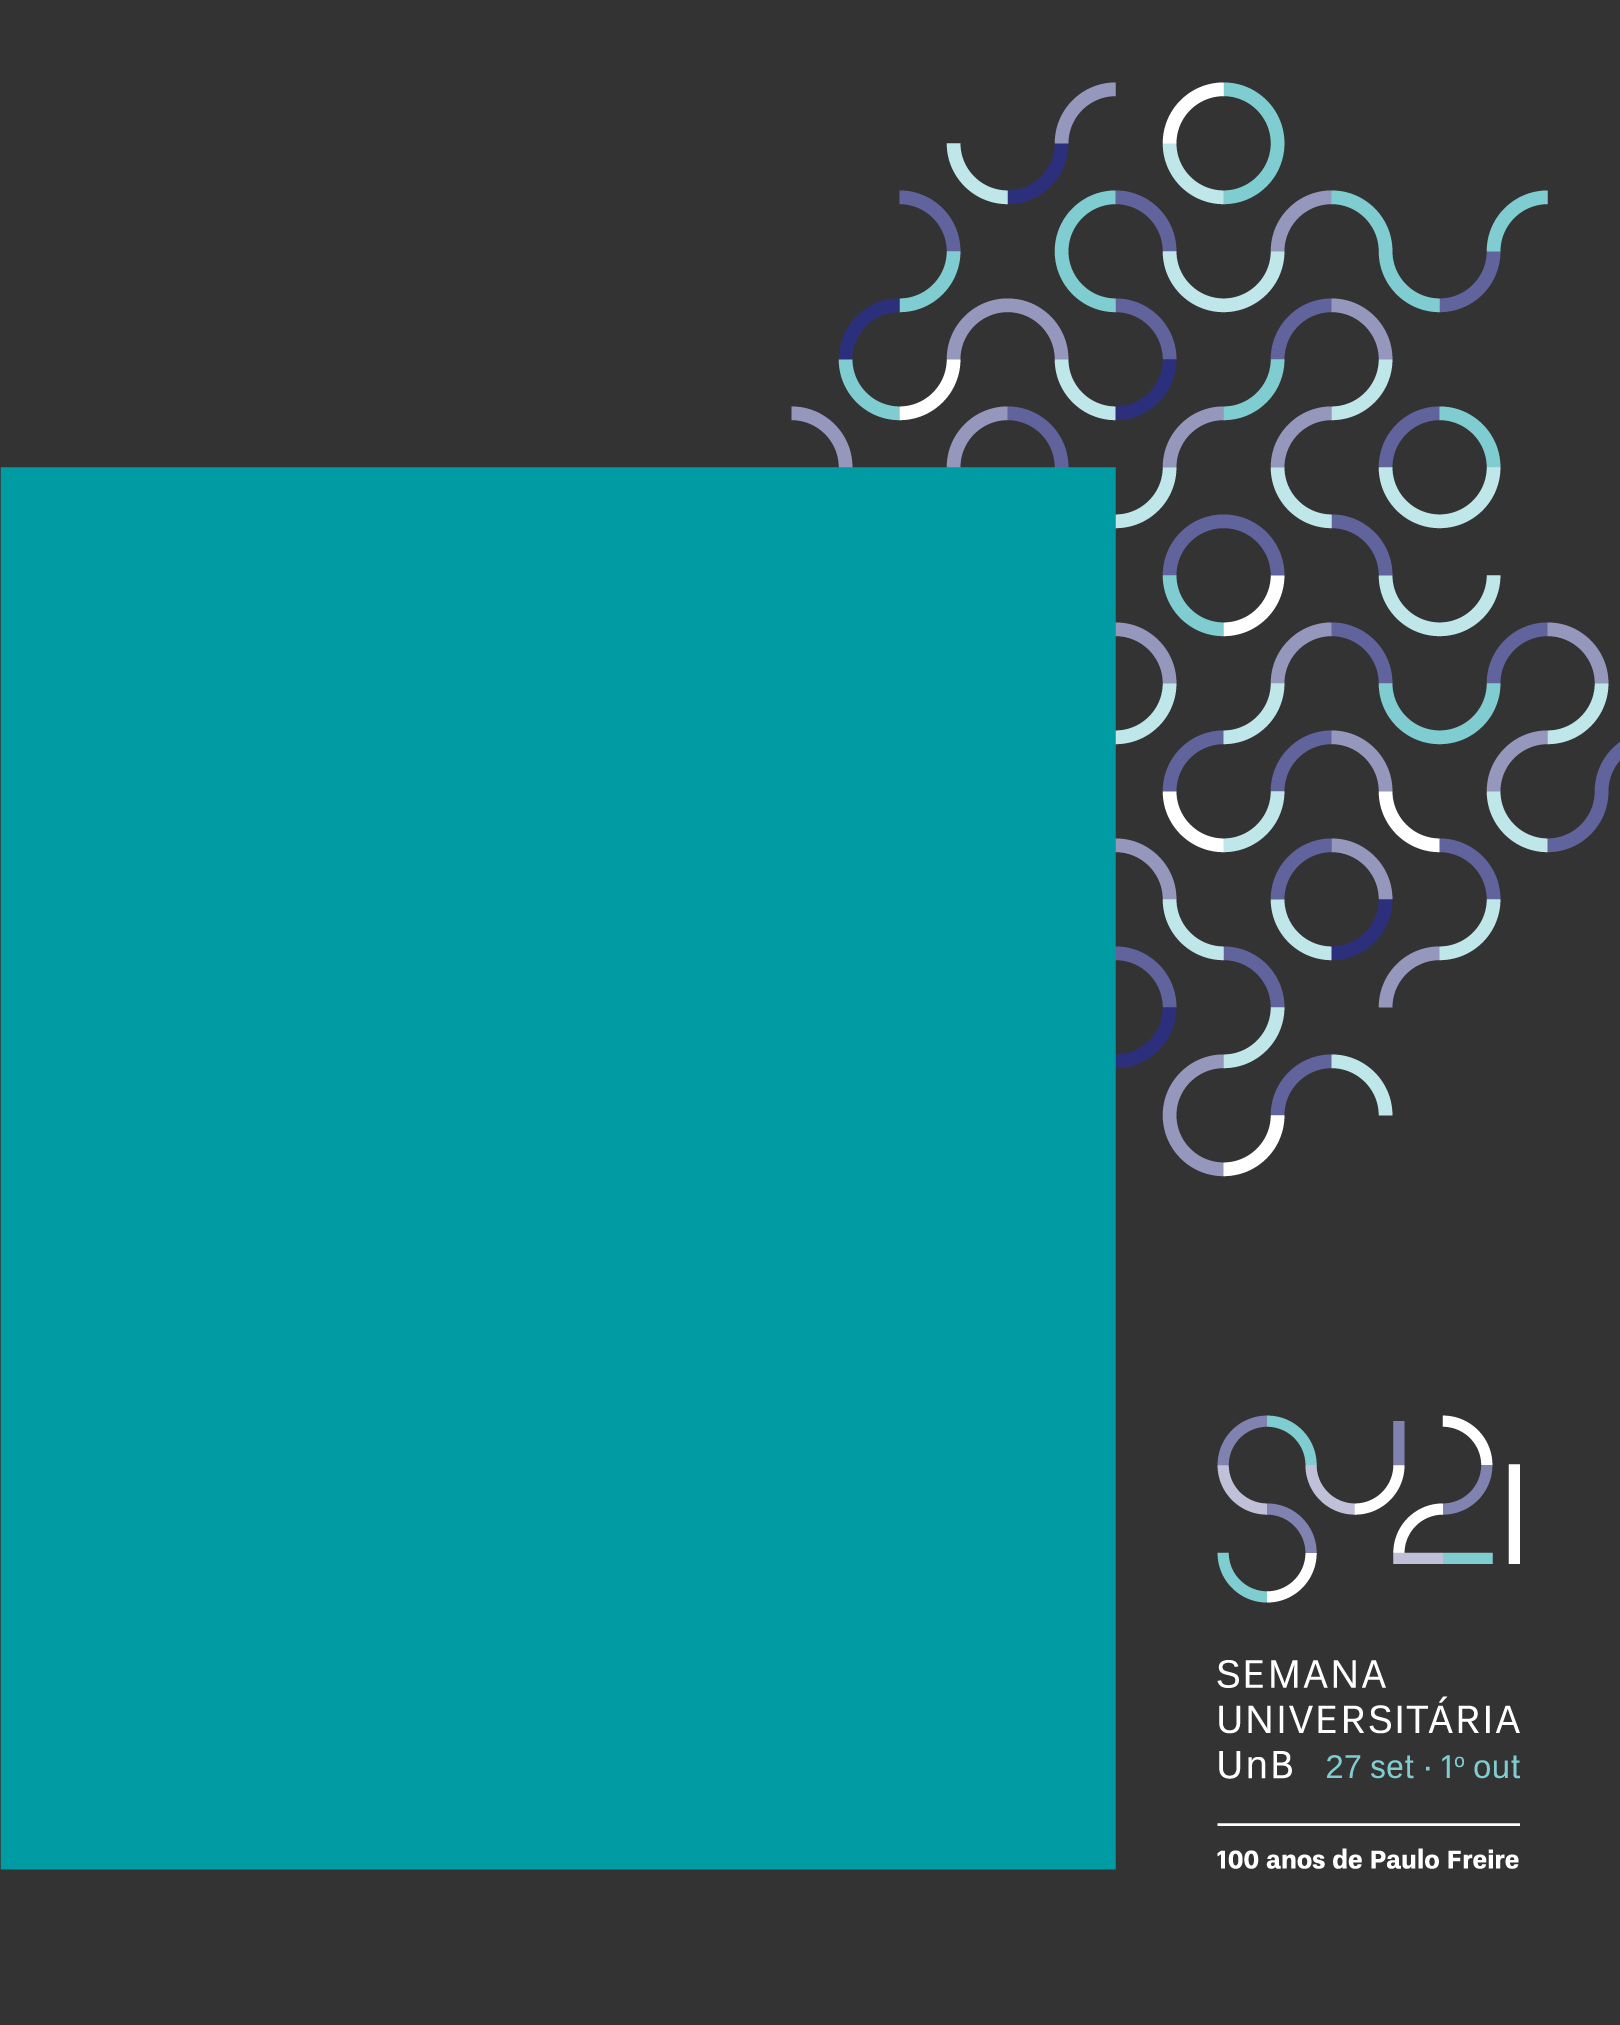 SU21
SEMANA
UNIVERSITÁRIA
UnB 27 set · 1º out
100 anos de Paulo Freire